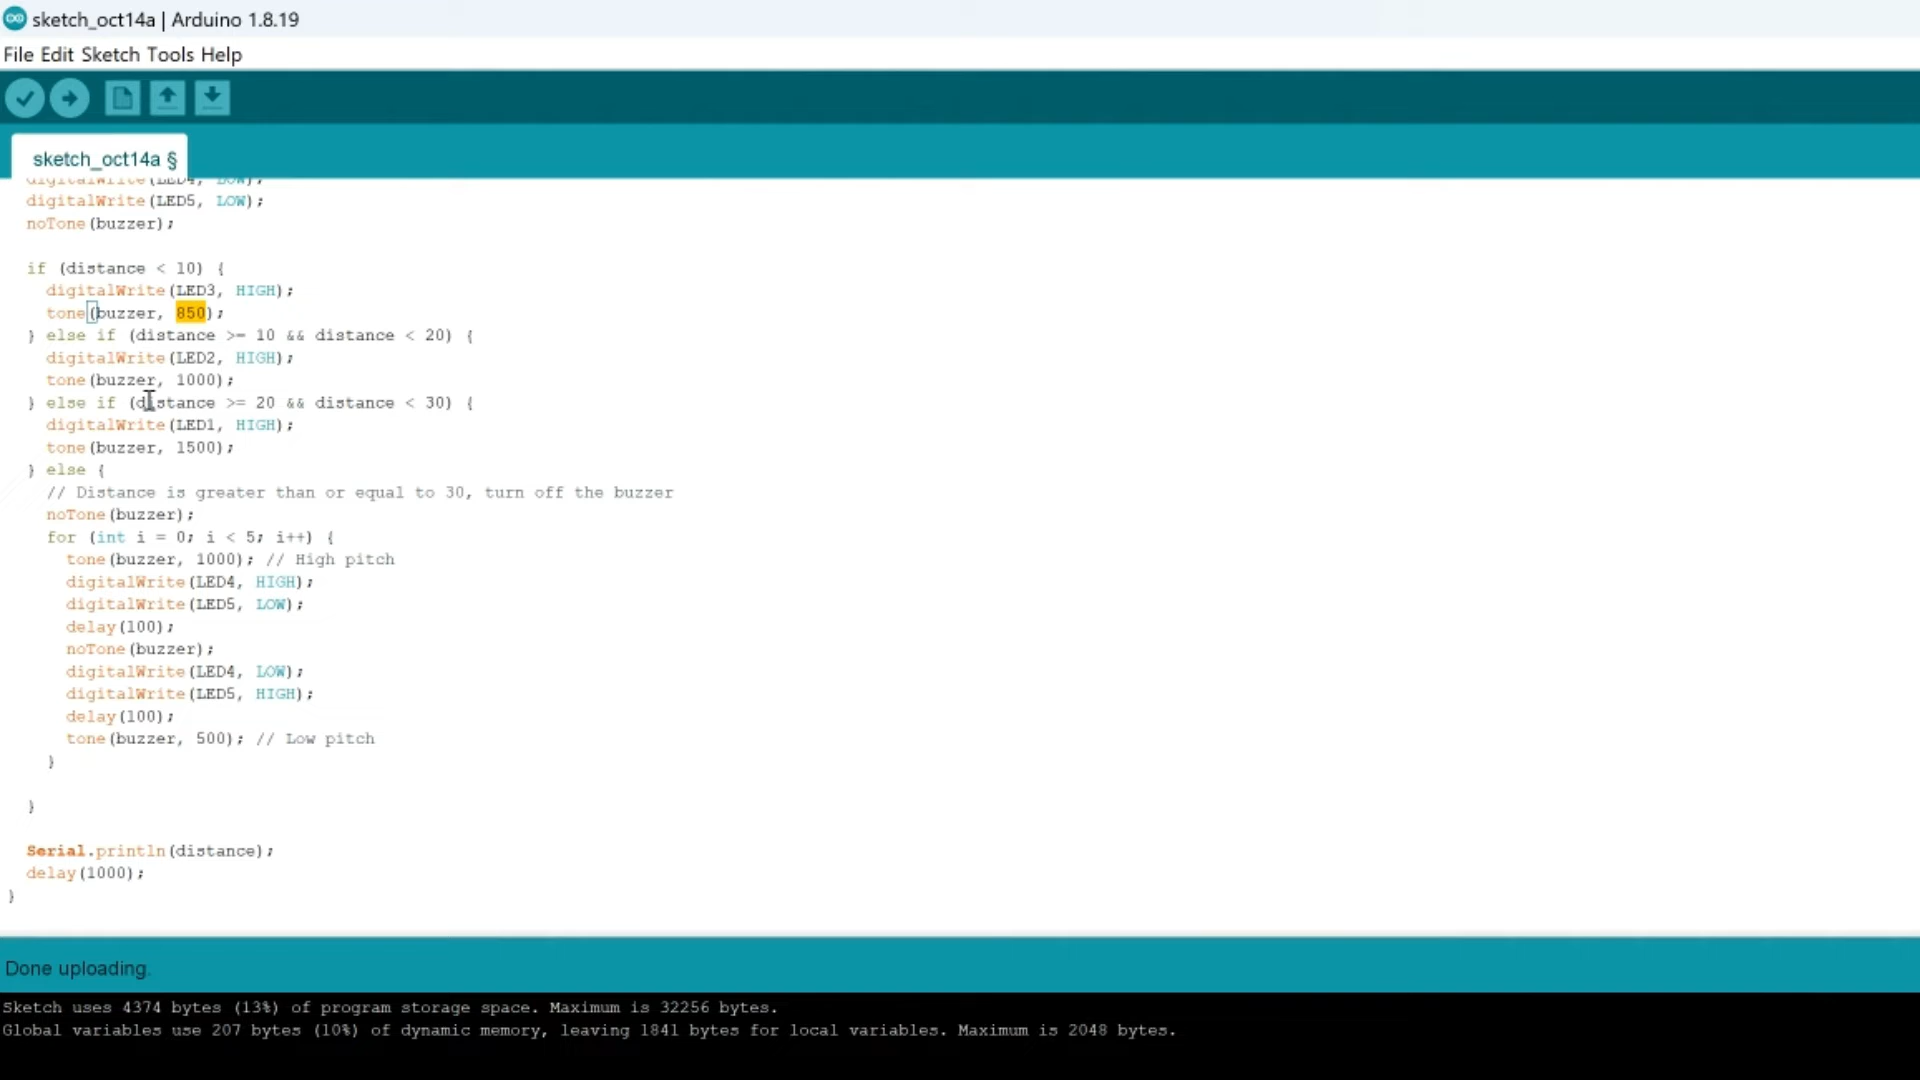 sketch_oct14a | Arduino 1.8.19
File Edit Sketch Tools Help
sketch_oct14a §
digitalWrite(LED4, LOW);
digitalWrite(LED5, LOW);
noTone(buzzer);
if (distance < 10) {
digitalWrite(LED3, HIGH);
tone(buzzer, 850);
} else if (distance >= 10 && distance < 20) {
digitalWrite(LED2, HIGH);
tone(buzzer, 1000);
} else if (distance >= 20 && distance < 30) {
digitalWrite(LED1, HIGH);
tone(buzzer, 1500);
} else {
// Distance is greater than or equal to 30, turn off the buzzer
noTone(buzzer);
for (int i = 0; i < 5; i++) {
tone(buzzer, 1000); // High pitch
digitalWrite(LED4, HIGH);
digitalWrite(LED5, LOW);
delay(100);
noTone(buzzer);
digitalWrite(LED4, LOW);
digitalWrite(LED5, HIGH);
delay(100);
tone(buzzer, 500); // Low pitch
}
}
Serial.println(distance);
delay(1000);
}
Done uploading.
Sketch uses 4374 bytes (13%) of program storage space. Maximum is 32256 bytes.
Global variables use 207 bytes (10%) of dynamic memory, leaving 1841 bytes for local variables. Maximum is 2048 bytes.